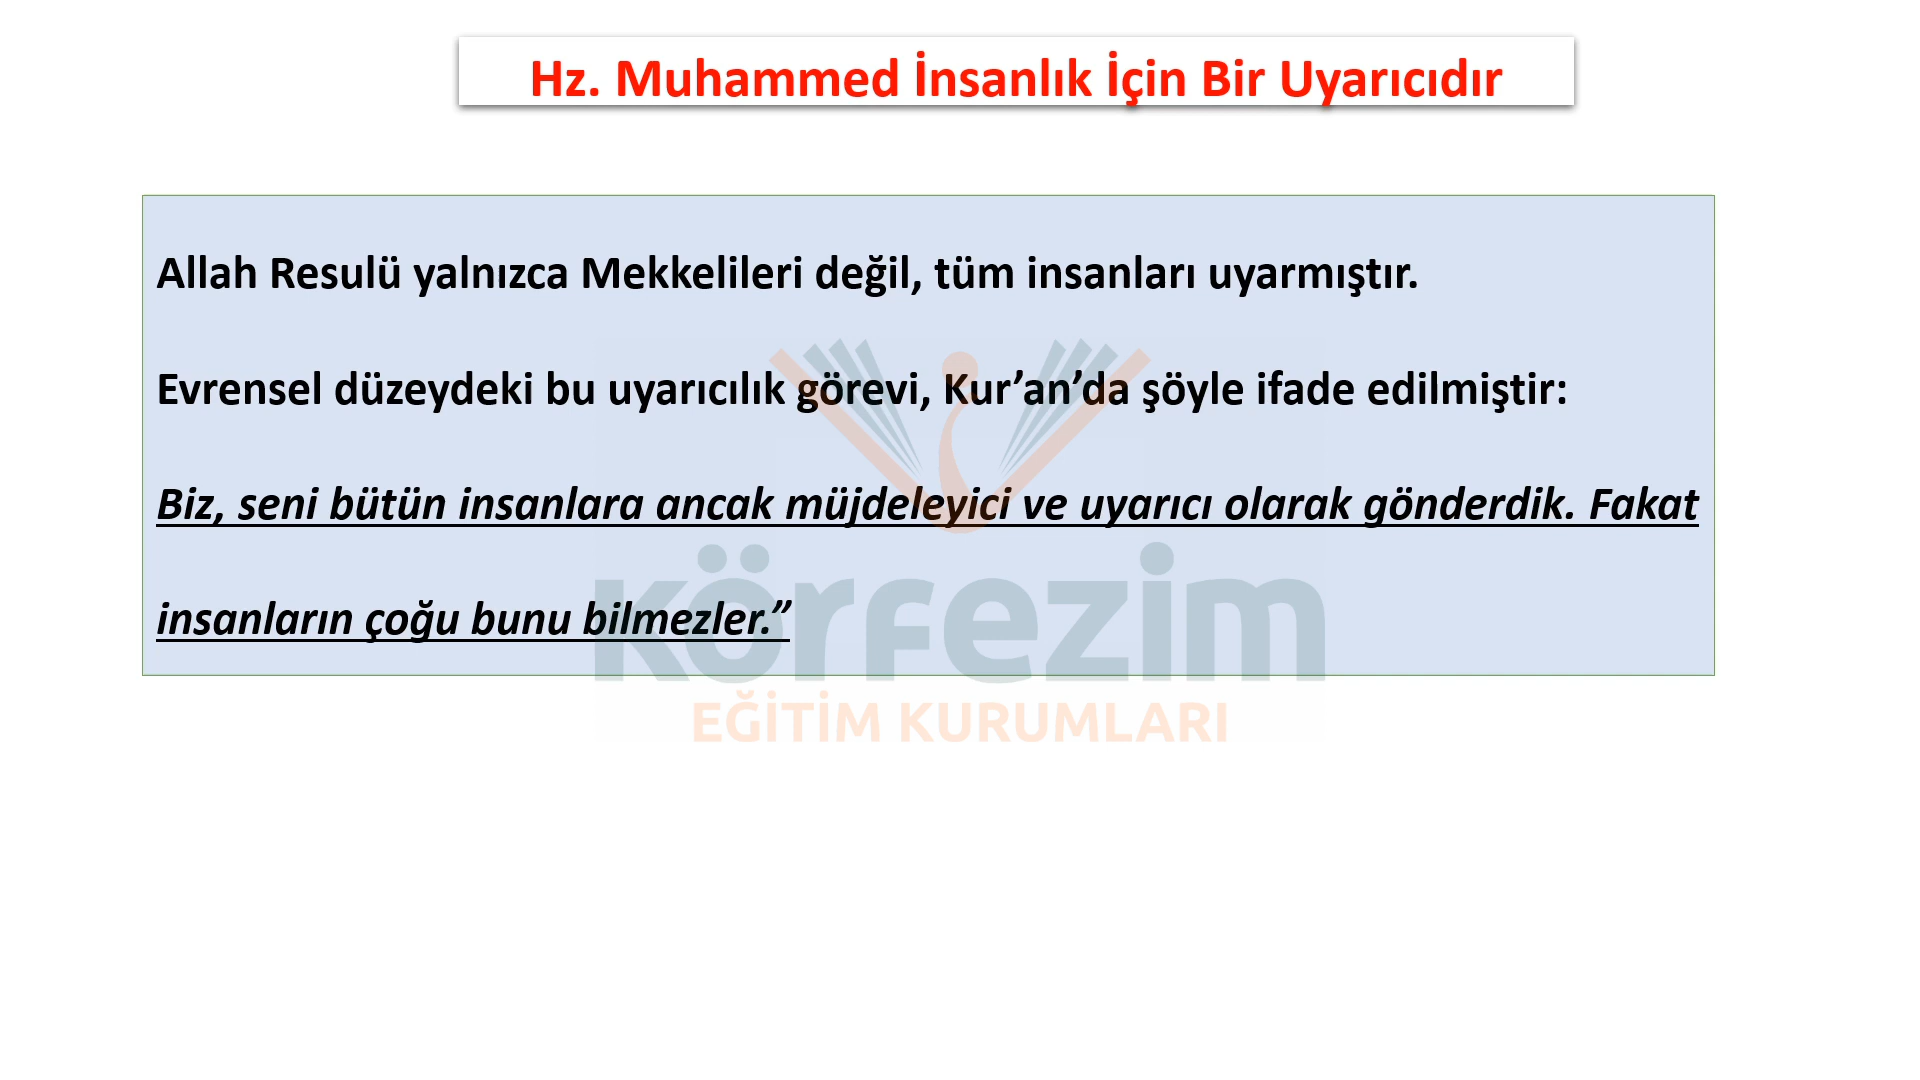 Hz. Muhammed İnsanlık İçin Bir Uyarıcıdır
Allah Resulü yalnızca Mekkelileri değil, tüm insanları uyarmıştır.
Evrensel düzeydeki bu uyarıcılık görevi, Kur’an’da şöyle ifade edilmiştir:
Biz, seni bütün insanlara ancak müjdeleyici ve uyarıcı olarak gönderdik. Fakat
insanların çoğu bunu bilmezler.”
Körfezim
EĞİTİM KURUMLARI